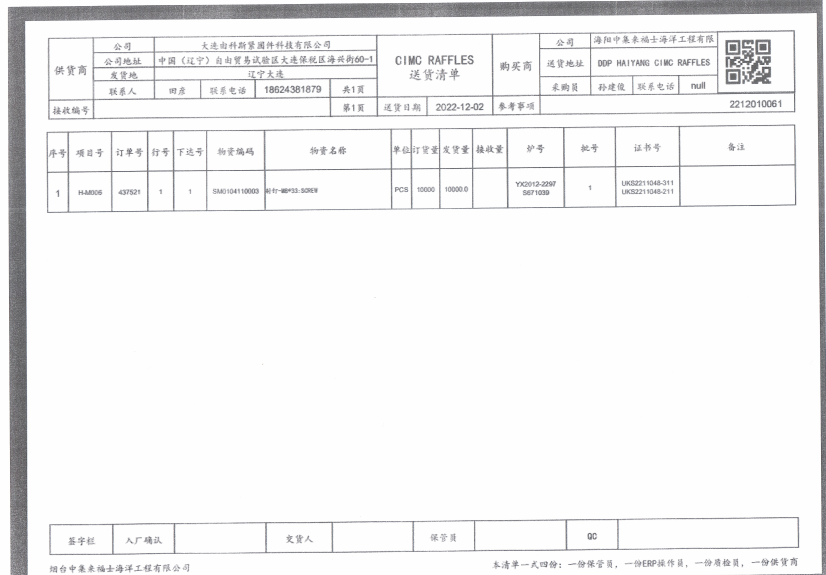 供货商
公司 大连由科斯紧固件科技有限公司
公司地址 中国（辽宁）自由贸易试验区大连保税区海兴街60-1
发货地 辽宁大连
联系人 田彦 联系电话 18624381879 共1页
接收编号 第1页
CIMC RAFFLES
送货清单
送货日期 2022-12-02
购买商
公司 海阳中集来福士海洋工程有限
送货地址 DDP HAIYANG CIMC RAFFLES
采购员 孙建俊 联系电话 null
参考事项 2212010061
序号 项目号 订单号 行号 下达号 物资编码 物资名称 单位 订货量 发货量 接收量 炉号 批号 证书号 备注
1 H-M006 437521 1 1 SM0104110003 PCS 10000 10000.0 YX2012-2297 1 UKS2211048-311
S671039 UKS2211048-211
签字栏 入厂确认 交货人 保管员 QC
烟台中集来福士海洋工程有限公司 本清单一式四份：一份保管员，一份ERP操作员，一份质检员，一份供货商